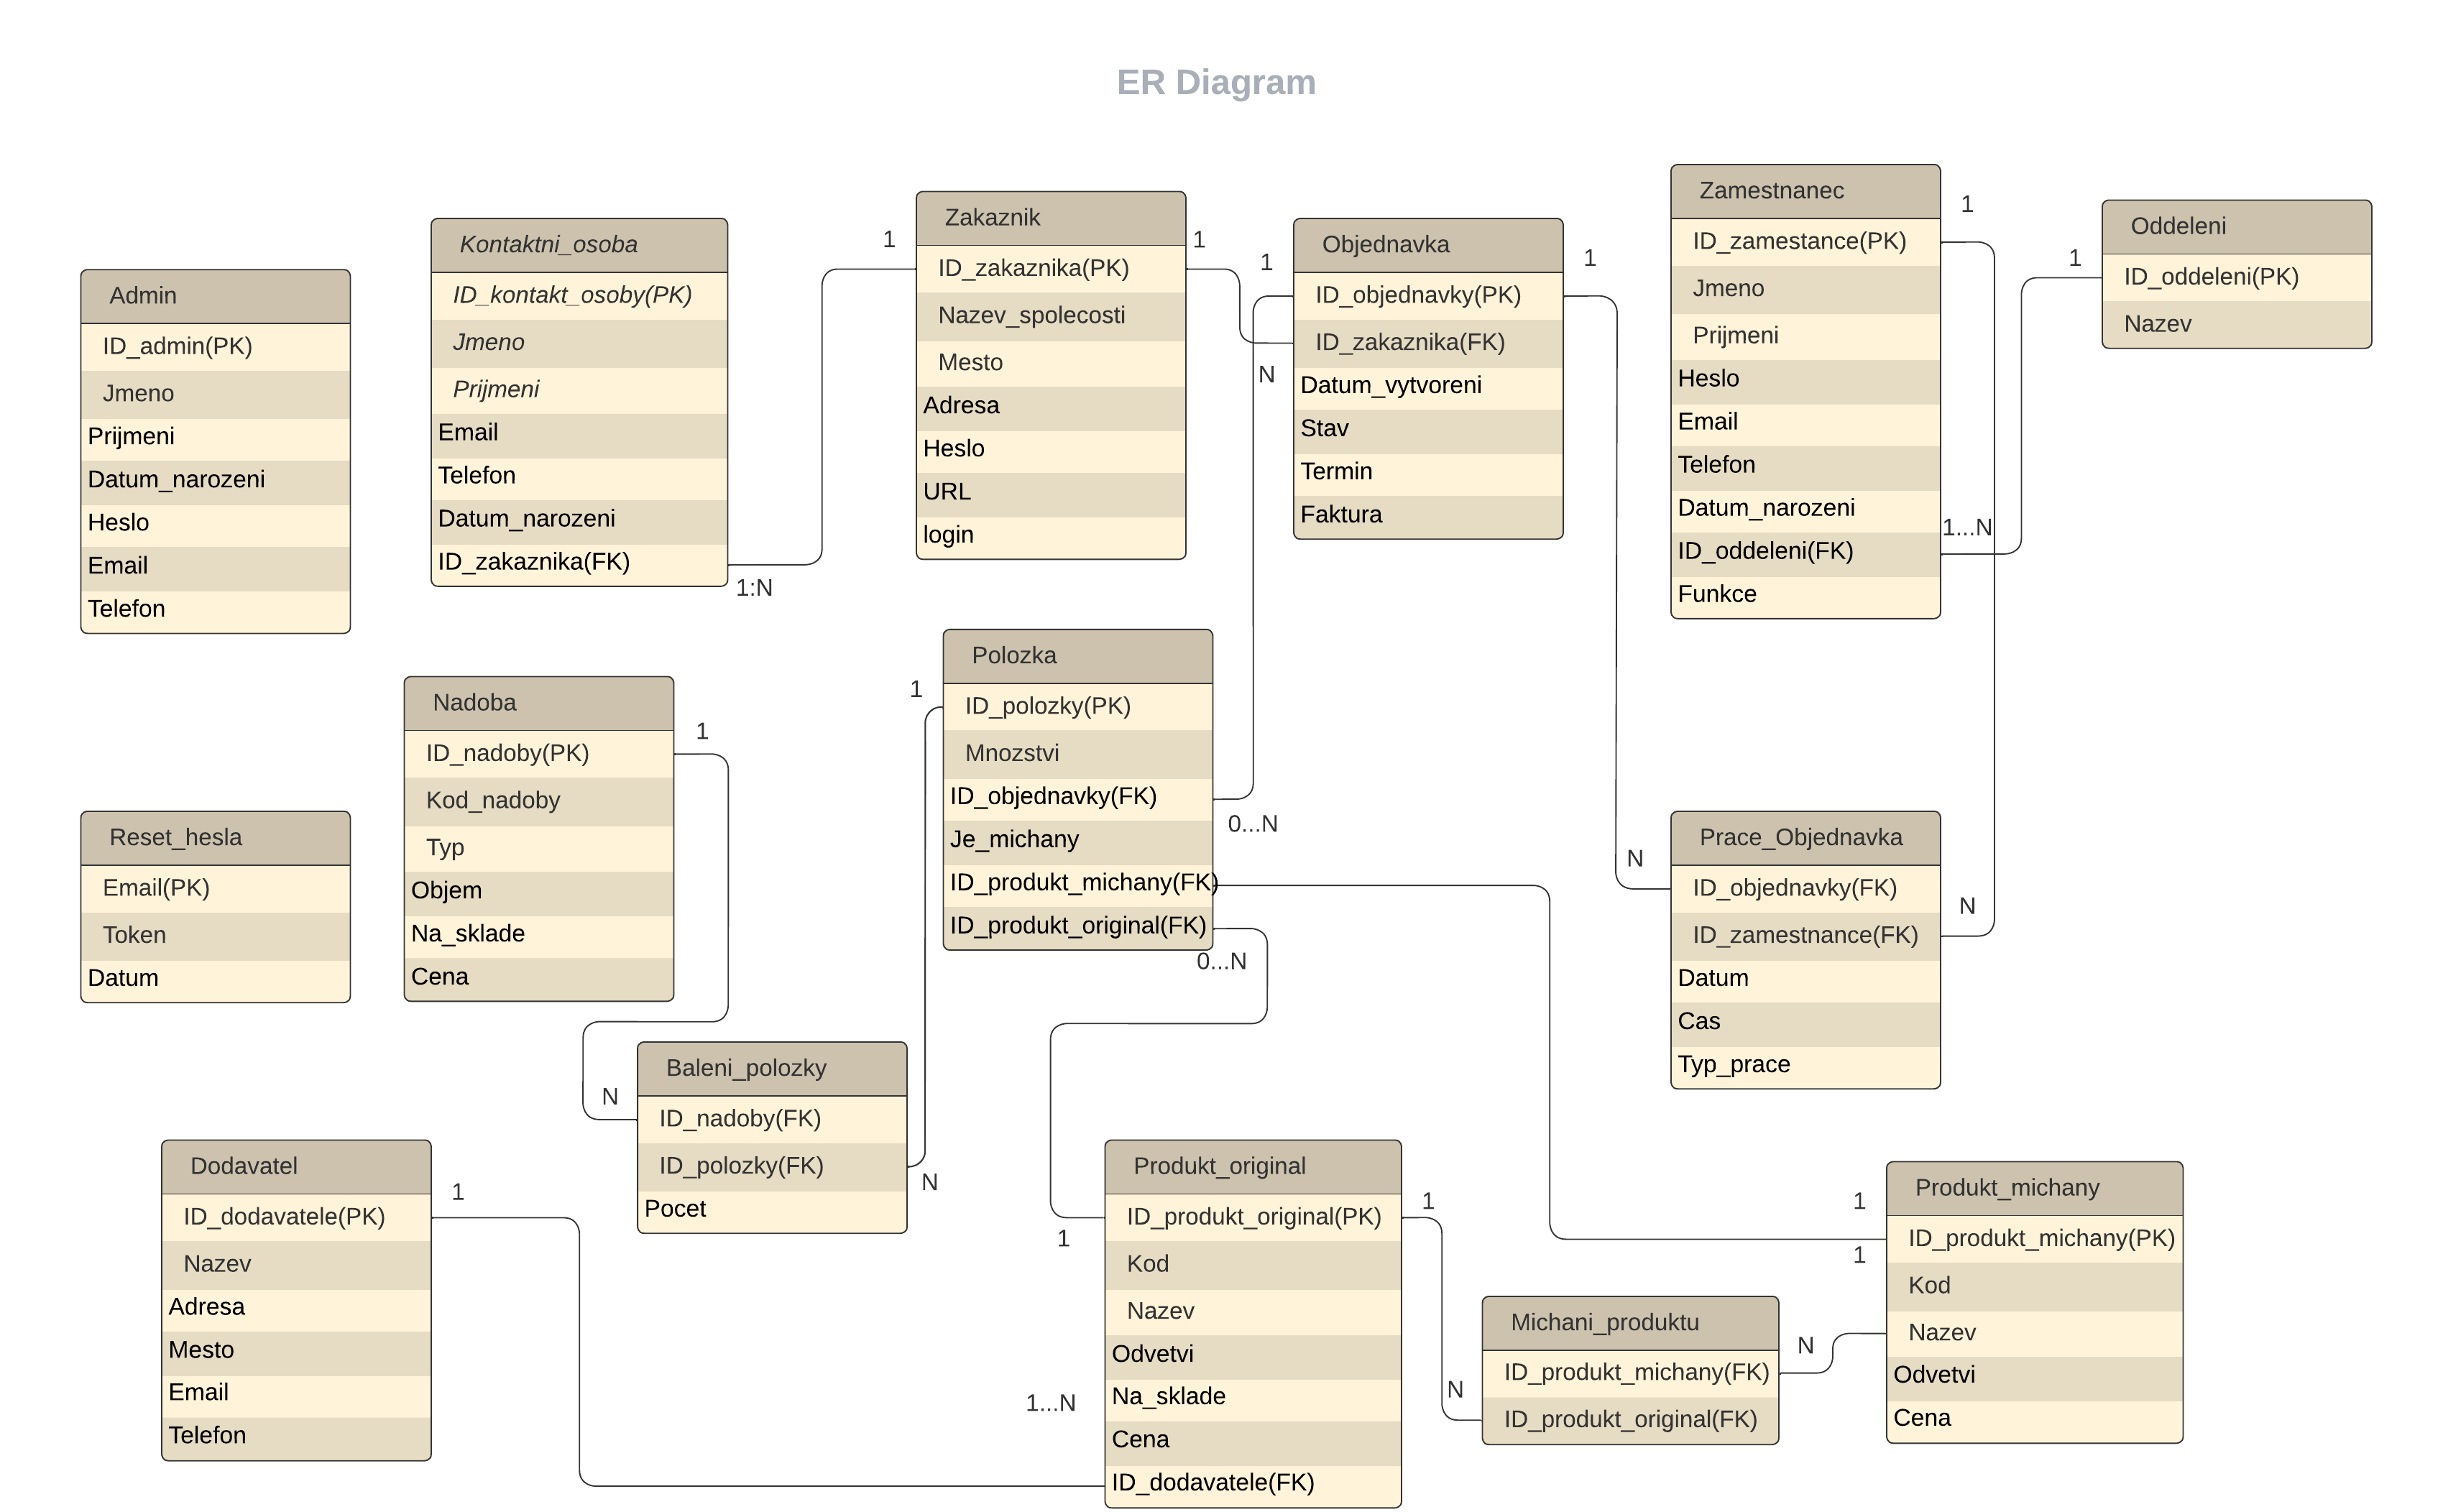 ER Diagram
Admin
ID_admin(PK)
Jmeno
Prijmeni
Datum_narozeni
Heslo
Email
Telefon
Kontaktni_osoba
ID_kontakt_osoby(PK)
Jmeno
Prijmeni
Email
Telefon
Datum_narozeni
ID_zakaznika(FK)
1:N
1
Zakaznik
ID_zakaznika(PK)
Nazev_spolecosti
Mesto
Adresa
Heslo
URL
login
1
1
N
Objednavka
ID_objednavky(PK)
ID_zakaznika(FK)
Datum_vytvoreni
Stav
Termin
Faktura
1
Zamestnanec
ID_zamestance(PK)
Jmeno
Prijmeni
Heslo
Email
Telefon
Datum_narozeni
ID_oddeleni(FK)
Funkce
1
1...N
1
Oddeleni
ID_oddeleni(PK)
Nazev
Reset_hesla
Email(PK)
Token
Datum
Nadoba
ID_nadoby(PK)
Kod_nadoby
Typ
Objem
Na_sklade
Cena
1
1
Polozka
ID_polozky(PK)
Mnozstvi
ID_objednavky(FK)
Je_michany
ID_produkt_michany(FK)
ID_produkt_original(FK)
0...N
0...N
N
Prace_Objednavka
ID_objednavky(FK)
ID_zamestnance(FK)
Datum
Cas
Typ_prace
N
N
Baleni_polozky
ID_nadoby(FK)
ID_polozky(FK)
Pocet
N
Dodavatel
ID_dodavatele(PK)
Nazev
Adresa
Mesto
Email
Telefon
1
1
1...N
Produkt_original
ID_produkt_original(PK)
Kod
Nazev
Odvetvi
Na_sklade
Cena
ID_dodavatele(FK)
1
N
Michani_produktu
ID_produkt_michany(FK)
ID_produkt_original(FK)
N
1
1
Produkt_michany
ID_produkt_michany(PK)
Kod
Nazev
Odvetvi
Cena